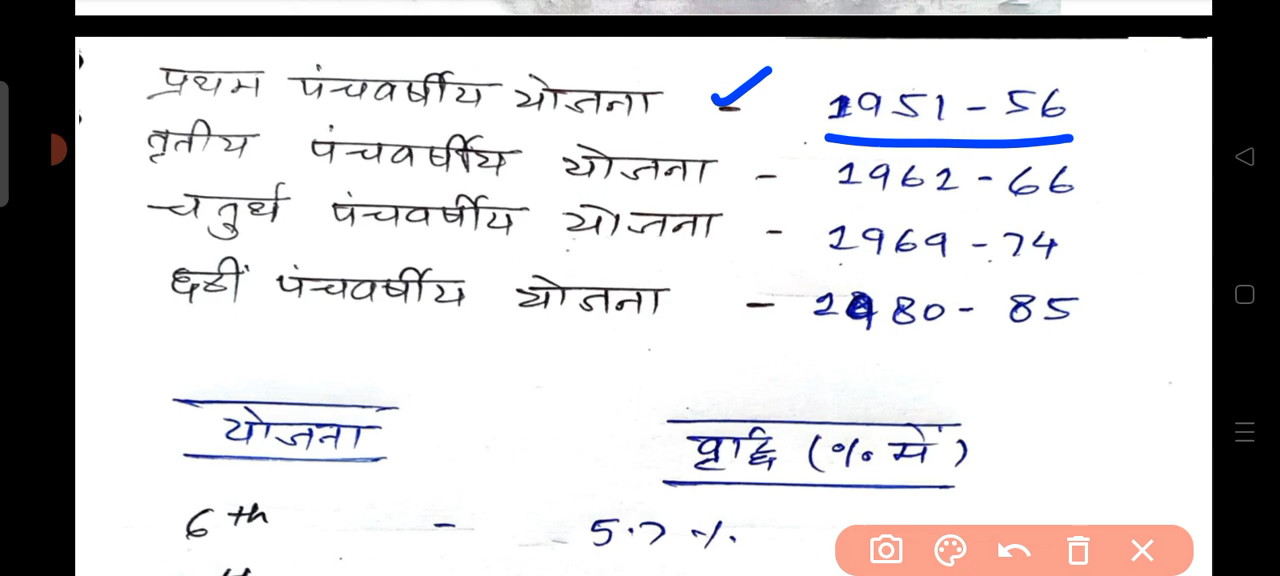 प्रथम पंचवर्षीय योजना - 1951 - 56
तृतीय पंचवर्षीय योजना - 1962 - 66
चतुर्थ पंचवर्षीय योजना - 1969 - 74
छठीं पंचवर्षीय योजना - 1980 - 85
योजना वृद्धि (% में)
6th - 5.7 %